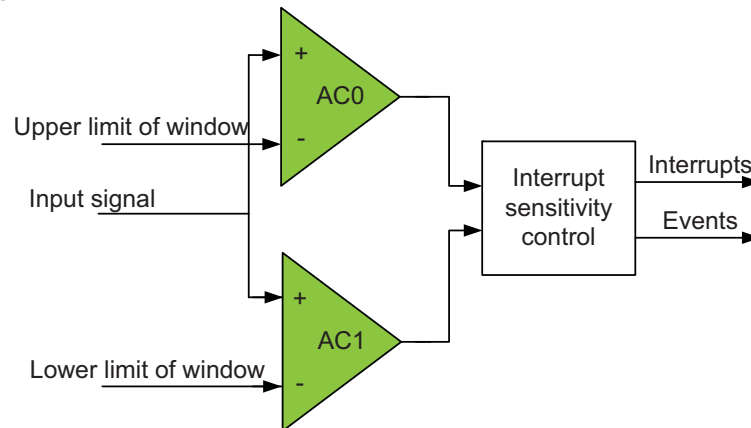 +
AC0
-
Upper limit of window
Input signal
Interrupt
sensitivity
control
Interrupts
Events
+
AC1
-
Lower limit of window